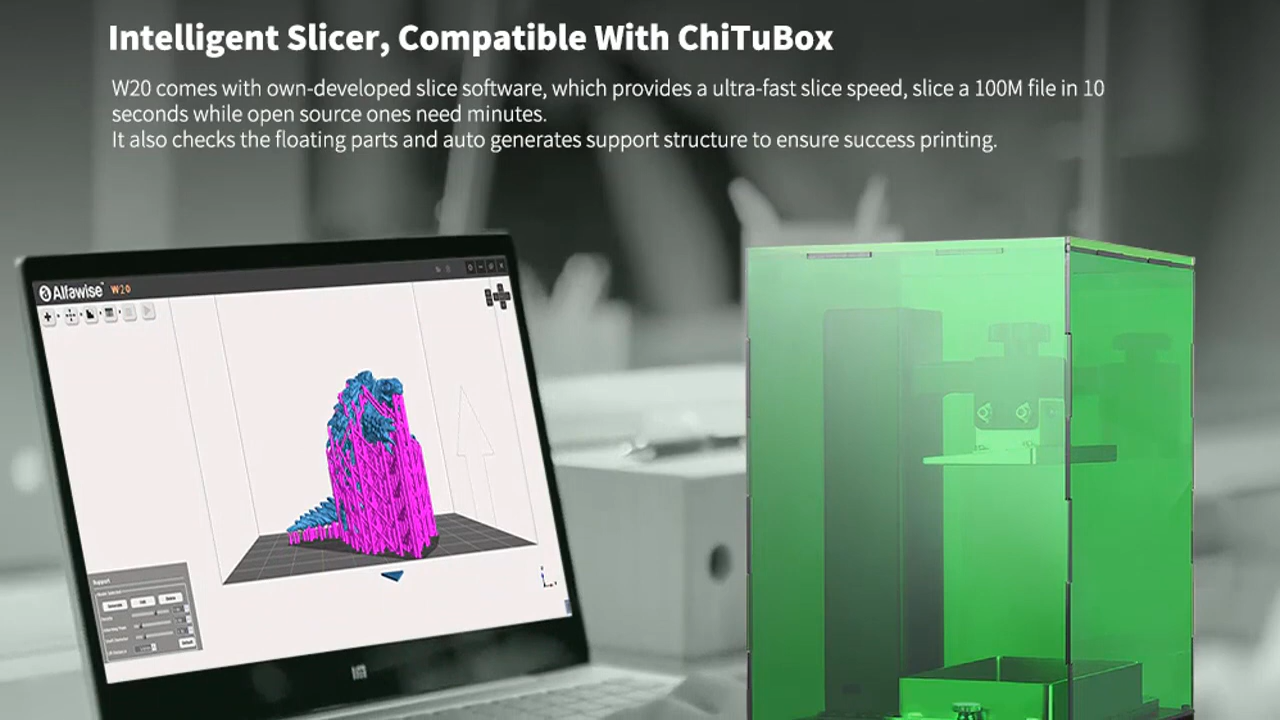 Intelligent Slicer, Compatible With ChiTuBox
W20 comes with own-developed slice software, which provides a ultra-fast slice speed, slice a 100M file in 10
seconds while open source ones need minutes.
It also checks the floating parts and auto generates support structure to ensure success printing.
Alfawise™ W20
Support